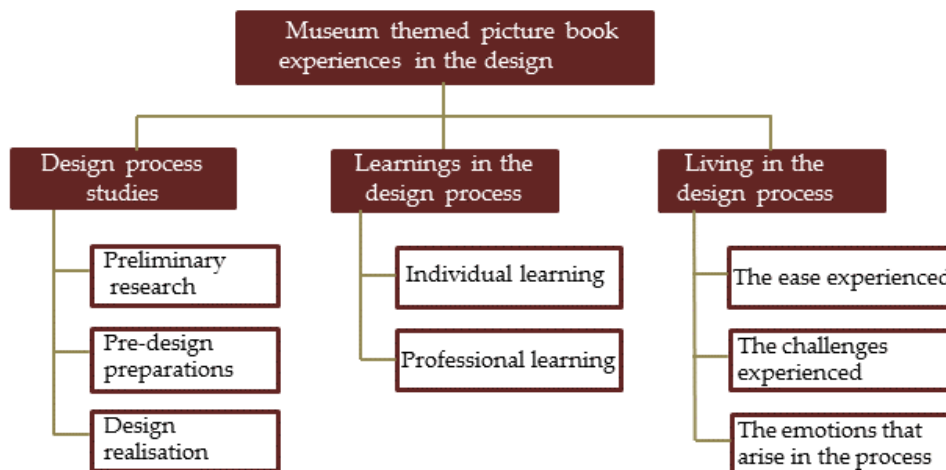 Museum themed picture book
experiences in the design
Design process
studies
Preliminary
research
Pre-design
preparations
Design
realisation
Learnings in the
design process
Individual learning
Professional learning
Living in the
design process
The ease experienced
The challenges
experienced
The emotions that
arise in the process